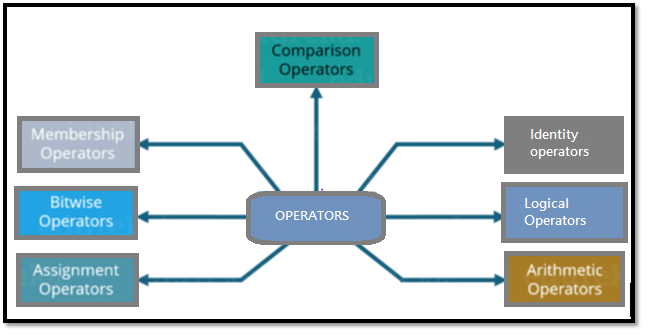 Comparison
Operators
Membership
Operators
Identity
operators
Bitwise
Operators
OPERATORS
Logical
Operators
Assignment
Operators
Arithmetic
Operators